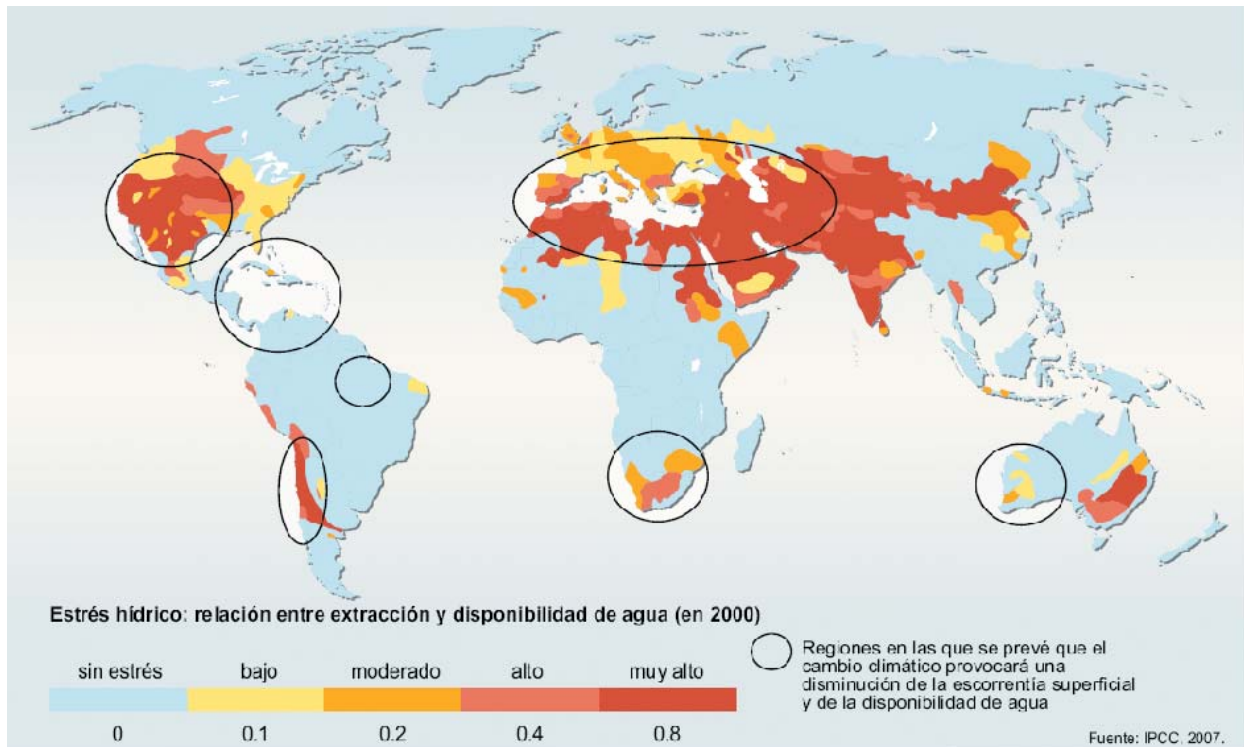 Estrés hídrico: relación entre extracción y disponibilidad de agua (en 2000)
sin estrés bajo moderado alto muy alto
0 0.1 0.2 0.4 0.8
Regiones en las que se prevé que el
cambio climático provocará una
disminución de la escorrentía superficial
y de la disponibilidad de agua
Fuente: IPCC, 2007.